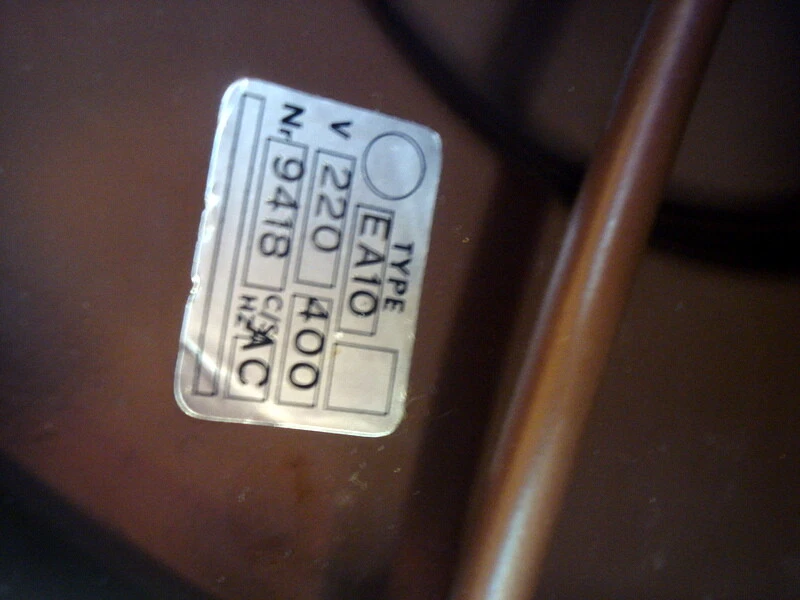 TYPE
EA10
V 220 400
Nr 9418 C/S AC
HZ